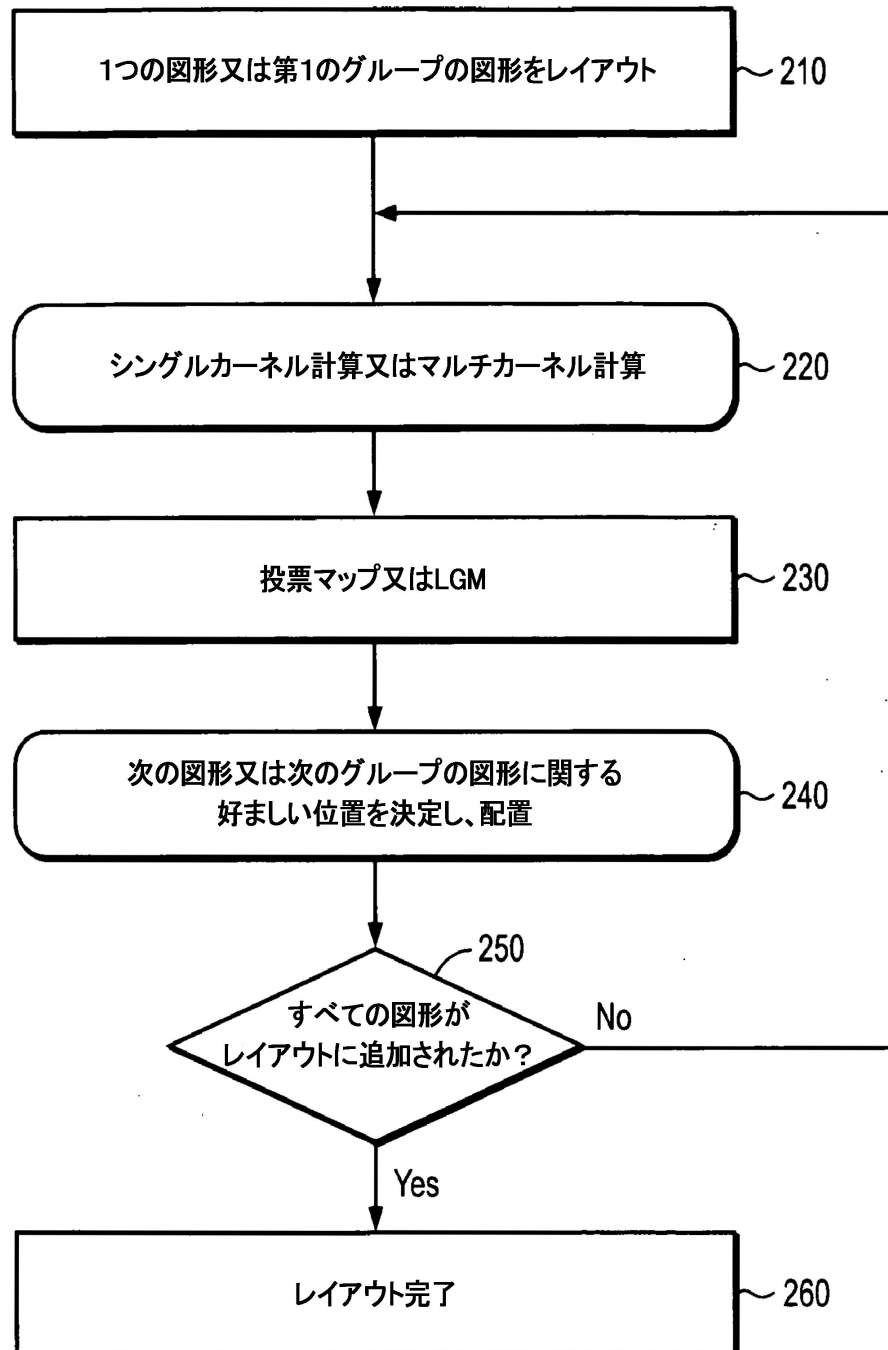 1つの図形又は第1のグループの図形をレイアウト
210
シングルカーネル計算又はマルチカーネル計算
220
投票マップ又はLGM
230
次の図形又は次のグループの図形に関する
好ましい位置を決定し、配置
240
250
すべての図形が
レイアウトに追加されたか?
No
Yes
レイアウト完了
260